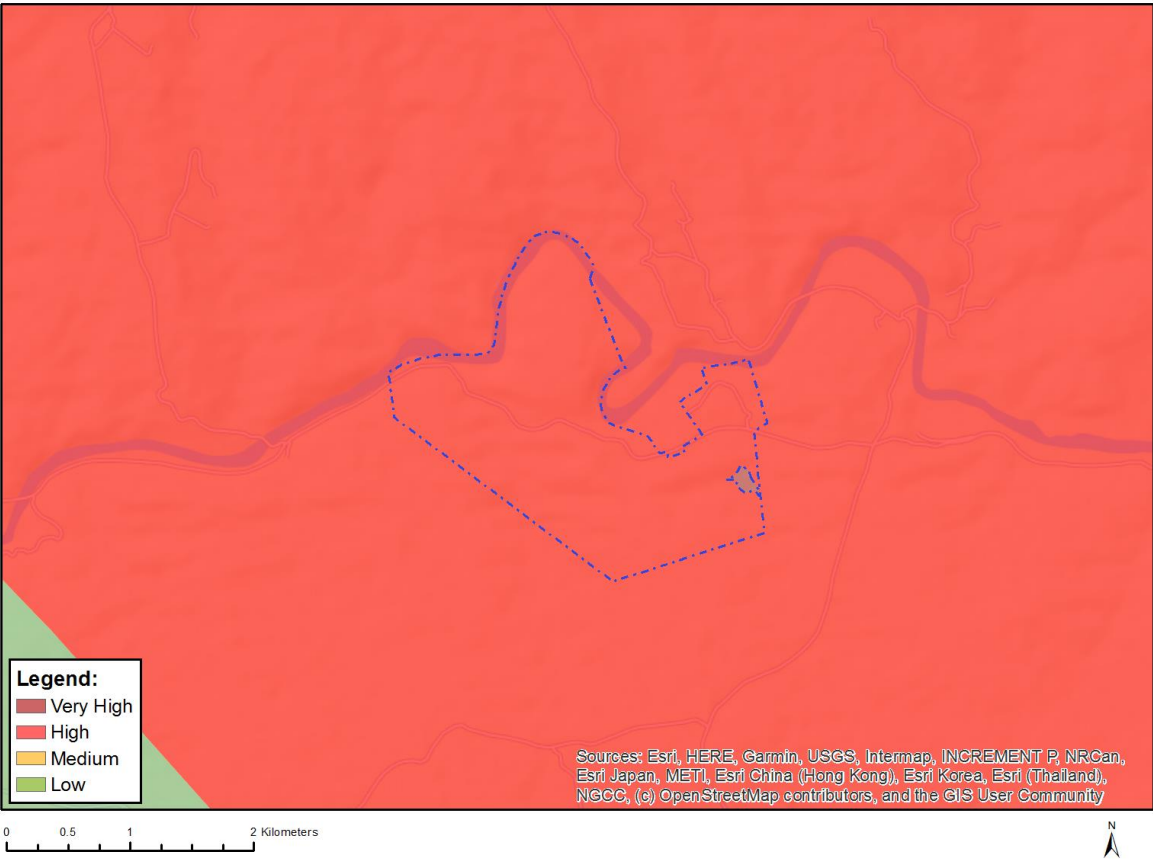 Legend:
Very High
High
Medium
Low
Sources: Esri, HERE, Garmin, USGS, Intermap, INCREMENT P, NRCan,
Esri Japan, METI, Esri China (Hong Kong), Esri Korea, Esri (Thailand),
NGCC, (c) OpenStreetMap contributors, and the GIS User Community
0 0.5 1 2 Kilometers
N